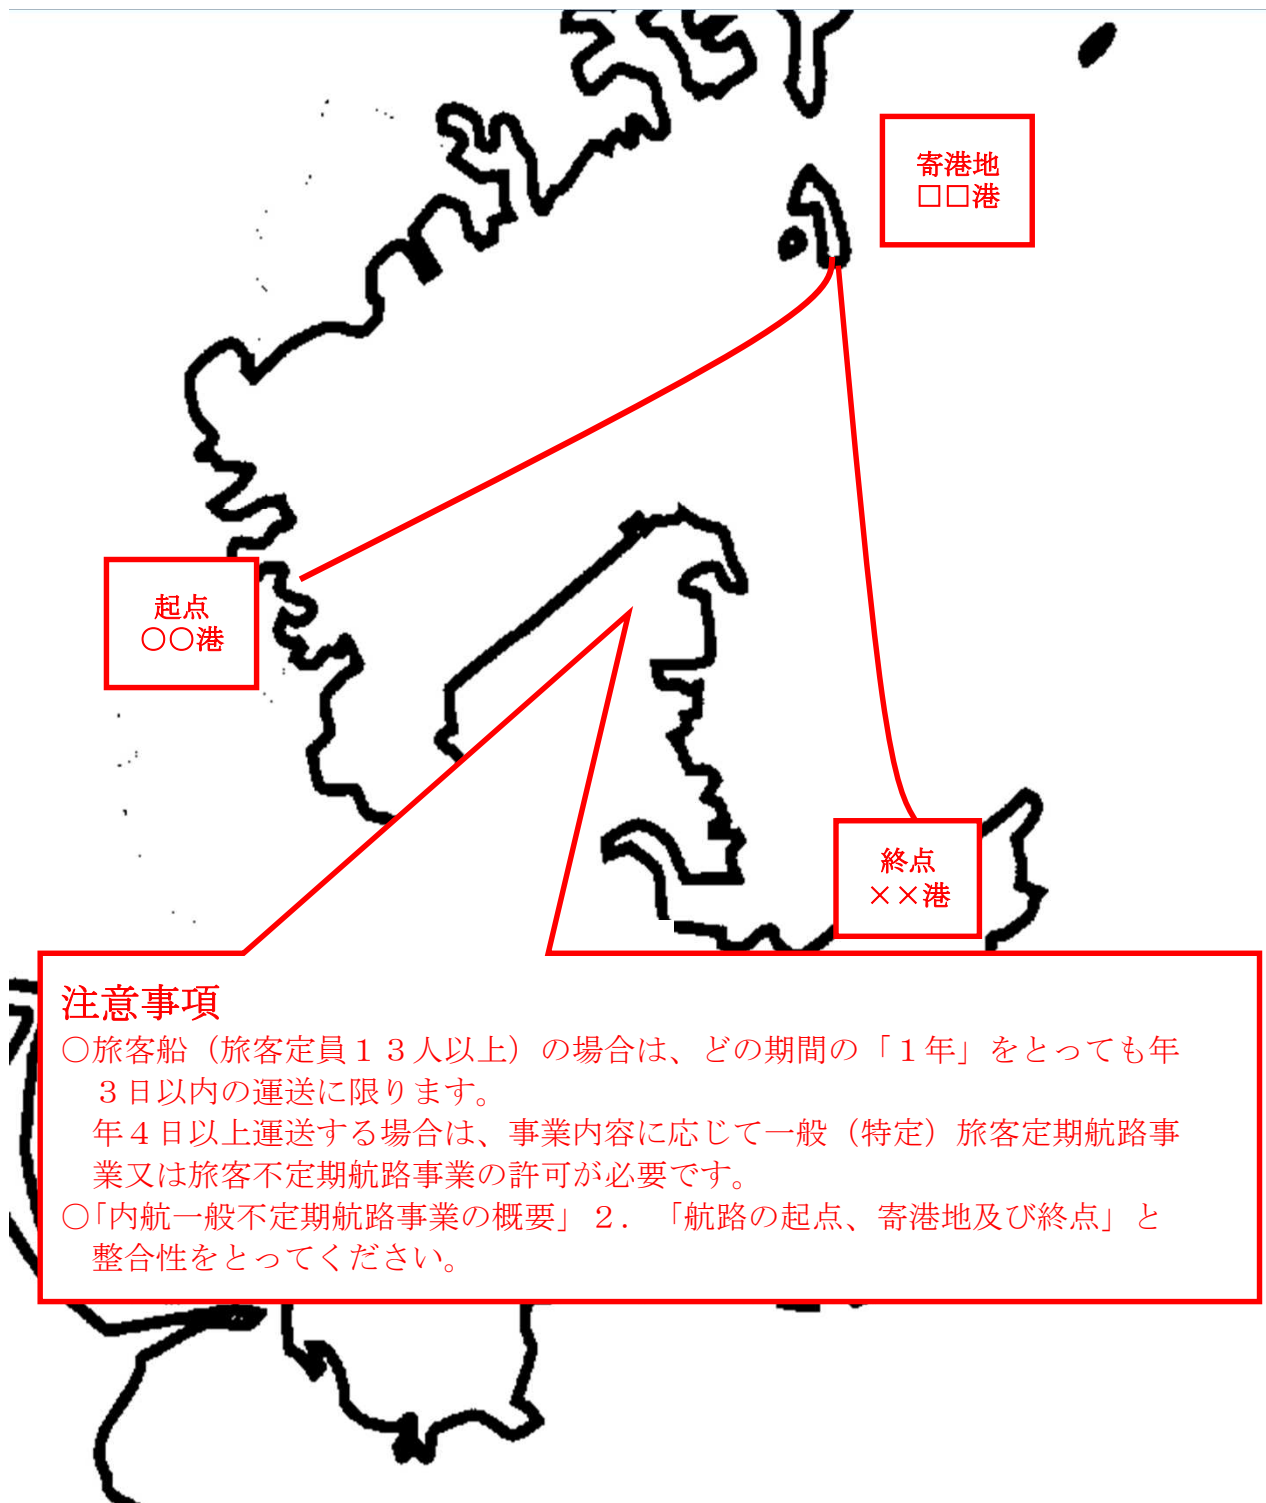 寄港地
□□港
起点
○○港
終点
××港
注意事項
○旅客船（旅客定員１３人以上）の場合は、どの期間の「１年」をとっても年
３日以内の運送に限ります。
年４日以上運送する場合は、事業内容に応じて一般（特定）旅客定期航路事
業又は旅客不定期航路事業の許可が必要です。
○「内航一般不定期航路事業の概要」２．「航路の起点、寄港地及び終点」と
整合性をとってください。